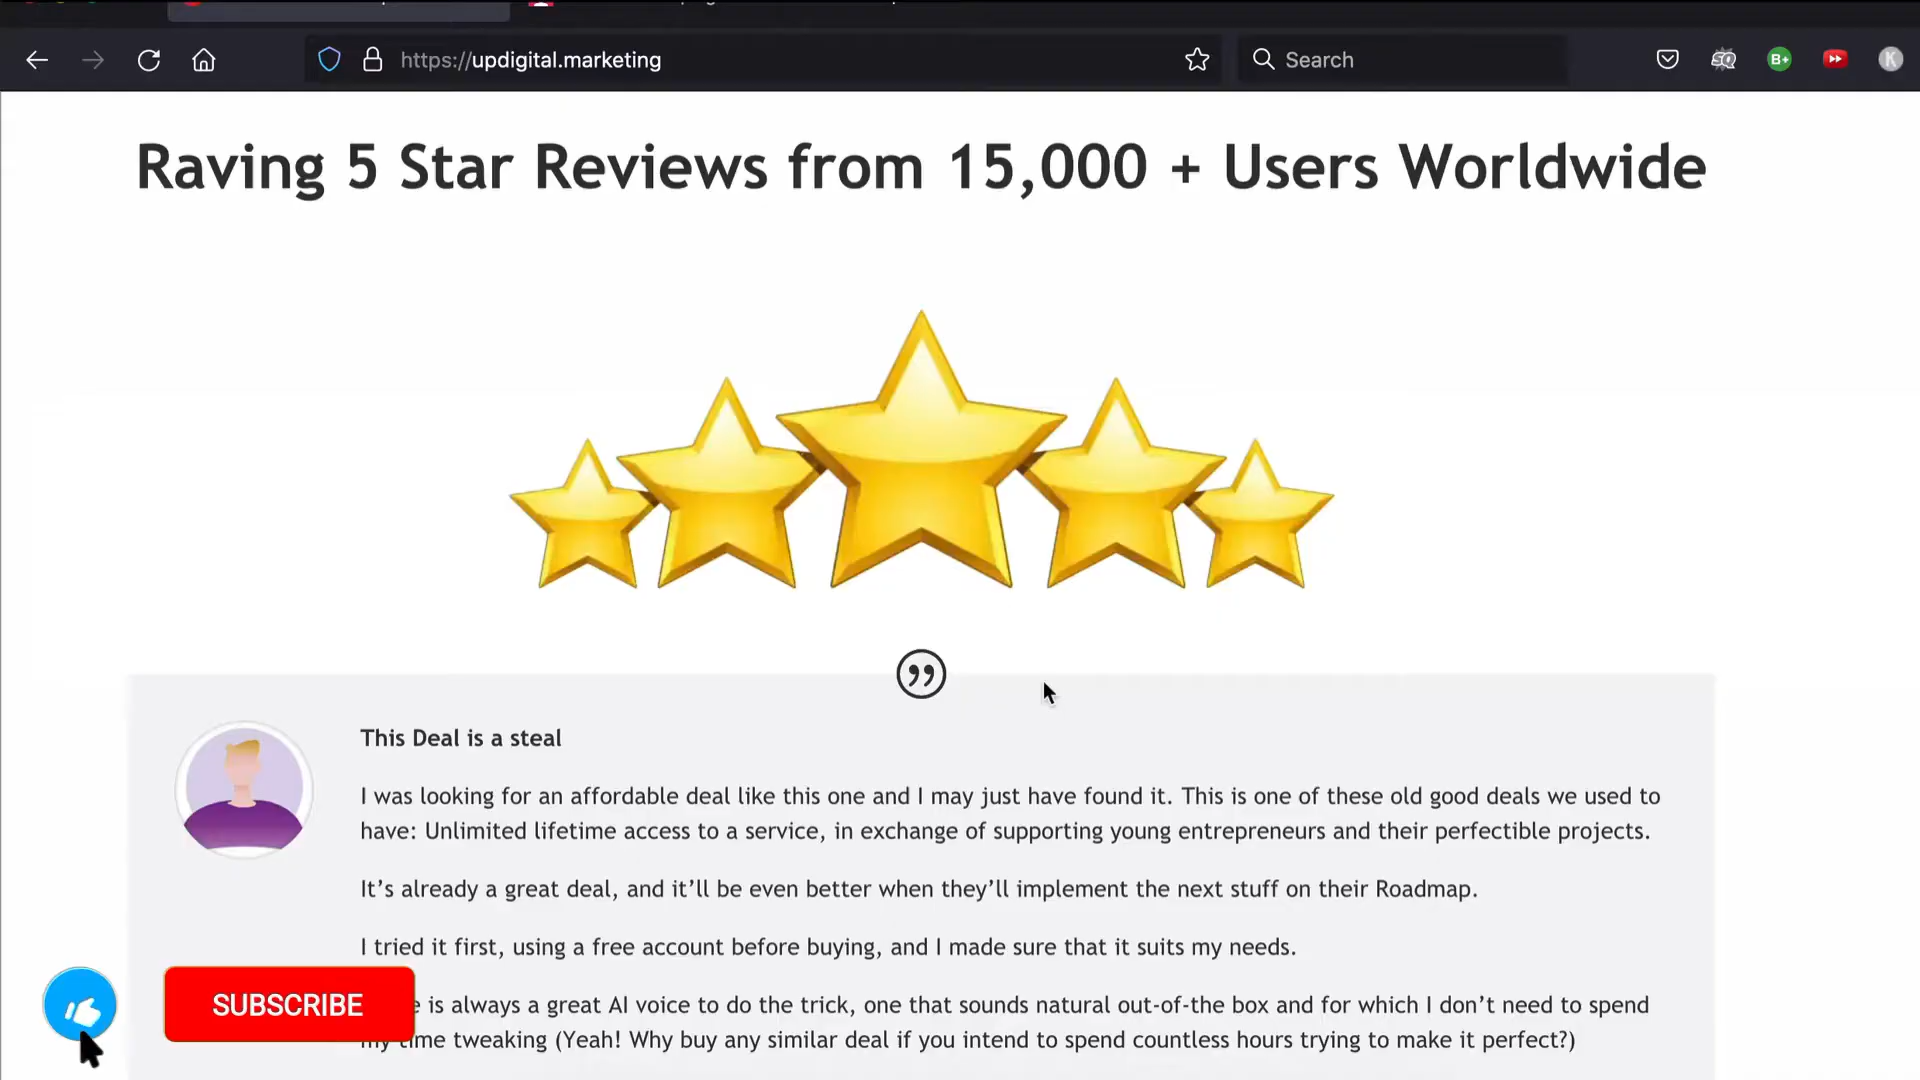 https://updigital.marketing
Search
B+
K
Raving 5 Star Reviews from 15,000 + Users Worldwide
This Deal is a steal
I was looking for an affordable deal like this one and I may just have found it. This is one of these old good deals we used to
have: Unlimited lifetime access to a service, in exchange of supporting young entrepreneurs and their perfectible projects.
It’s already a great deal, and it’ll be even better when they’ll implement the next stuff on their Roadmap.
I tried it first, using a free account before buying, and I made sure that it suits my needs.
SUBSCRIBE
is always a great AI voice to do the trick, one that sounds natural out-of-the box and for which I don’t need to spend
my time tweaking (Yeah! Why buy any similar deal if you intend to spend countless hours trying to make it perfect?)